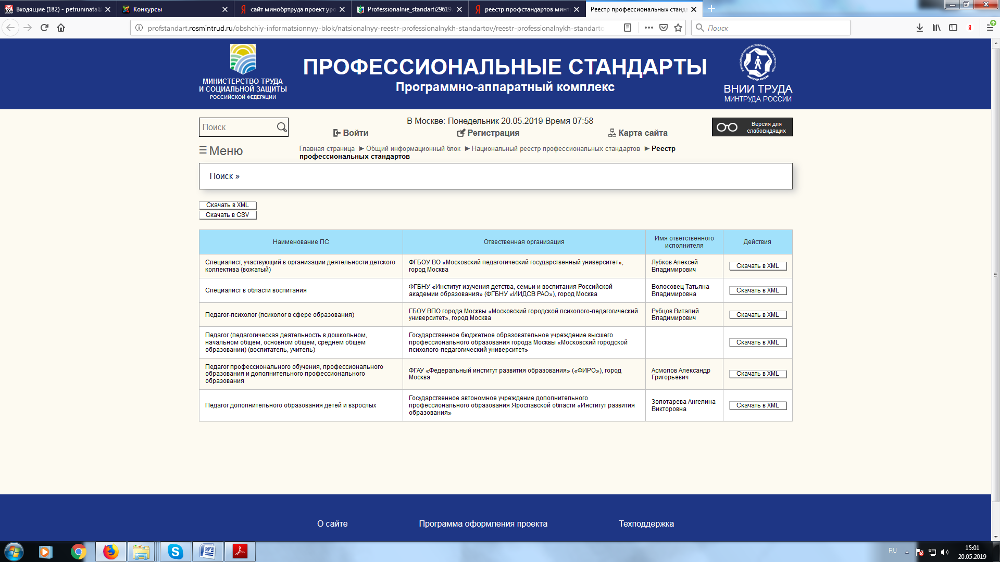 Входящие (182) - petruninata@
Конкурсы
сайт минобртруда проект уро
Professionalnie_standarti29619
реестр профстандартов минт
Реестр профессиональных станда
profstandart.rosmintrud.ru/obshchiy-informatsionnyy-blok/natsionalnyy-reestr-professionalnykh-standartov/reestr-professionalnykh-standarto
Поиск
МИНИСТЕРСТВО ТРУДА
И СОЦИАЛЬНОЙ ЗАЩИТЫ
РОССИЙСКОЙ ФЕДЕРАЦИИ
ПРОФЕССИОНАЛЬНЫЕ СТАНДАРТЫ
Программно-аппаратный комплекс
ВНИИ ТРУДА
МИНТРУДА РОССИИ
Поиск
В Москве: Понедельник 20.05.2019 Время 07:58
Войти
Регистрация
Карта сайта
Версия для
слабовидящих
Меню
Главная страница ► Общий информационный блок ► Национальный реестр профессиональных стандартов ► Реестр
профессиональных стандартов
Поиск »
Скачать в XML
Скачать в CSV
Наименование ПС
Отвественная организация
Имя ответственного
исполнителя
Действия
Специалист, участвующий в организации деятельности детского
коллектива (вожатый)
ФГБОУ ВО «Московский педагогический государственный университет»,
город Москва
Лубков Алексей
Владимирович
Скачать в XML
Специалист в области воспитания
ФГБНУ «Институт изучения детства, семьи и воспитания Российской
академии образования» (ФГБНУ «ИИДСВ РАО»), город Москва
Волосовец Татьяна
Владимировна
Скачать в XML
Педагог-психолог (психолог в сфере образования)
ГБОУ ВПО города Москвы «Московский городской психолого-педагогический
университет», город Москва
Рубцов Виталий
Владимирович
Скачать в XML
Педагог (педагогическая деятельность в дошкольном,
начальном общем, основном общем, среднем общем
образовании) (воспитатель, учитель)
Государственное бюджетное образовательное учреждение высшего
профессионального образования города Москвы «Московский городской
психолого-педагогический университет»
Скачать в XML
Педагог профессионального обучения, профессионального
образования и дополнительного профессионального
образования
ФГАУ «Федеральный институт развития образования» («ФИРО»), город
Москва
Асмолов Александр
Григорьевич
Скачать в XML
Педагог дополнительного образования детей и взрослых
Государственное автономное учреждение дополнительного
профессионального образования Ярославской области «Институт развития
образования»
Золотарева Ангелина
Викторовна
Скачать в XML
О сайте
Программа оформления проекта
Техподдержка
RU
15:01
20.05.2019